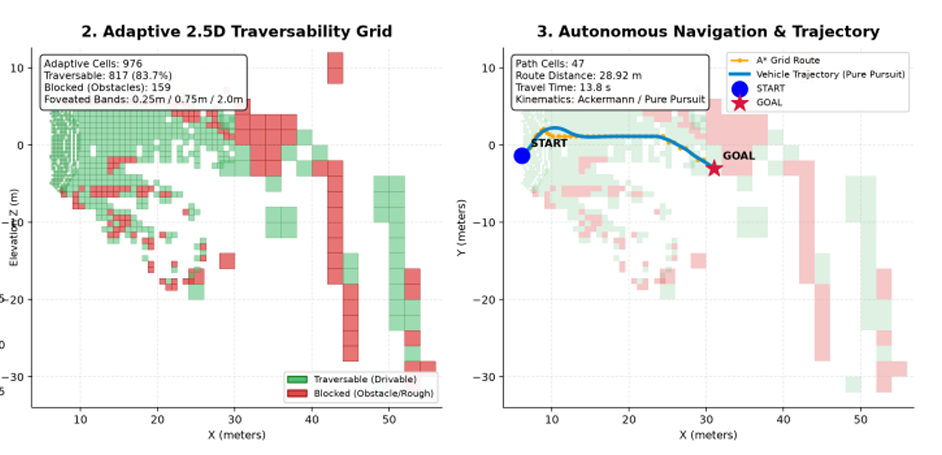 2. Adaptive 2.5D Traversability Grid
Adaptive Cells: 976
Traversable: 817 (83.7%)
Blocked (Obstacles): 159
Foveated Bands: 0.25m / 0.75m / 2.0m
10
0
−10
−20
−30
Elevation Z (m)
5
0
5
Traversable (Drivable)
Blocked (Obstacle/Rough)
10
20
30
40
50
X (meters)
3. Autonomous Navigation & Trajectory
Path Cells: 47
Route Distance: 28.92 m
Travel Time: 13.8 s
Kinematics: Ackermann / Pure Pursuit
A* Grid Route
Vehicle Trajectory (Pure Pursuit)
START
GOAL
START
GOAL
10
0
−10
−20
−30
Y (meters)
10
20
30
40
50
X (meters)